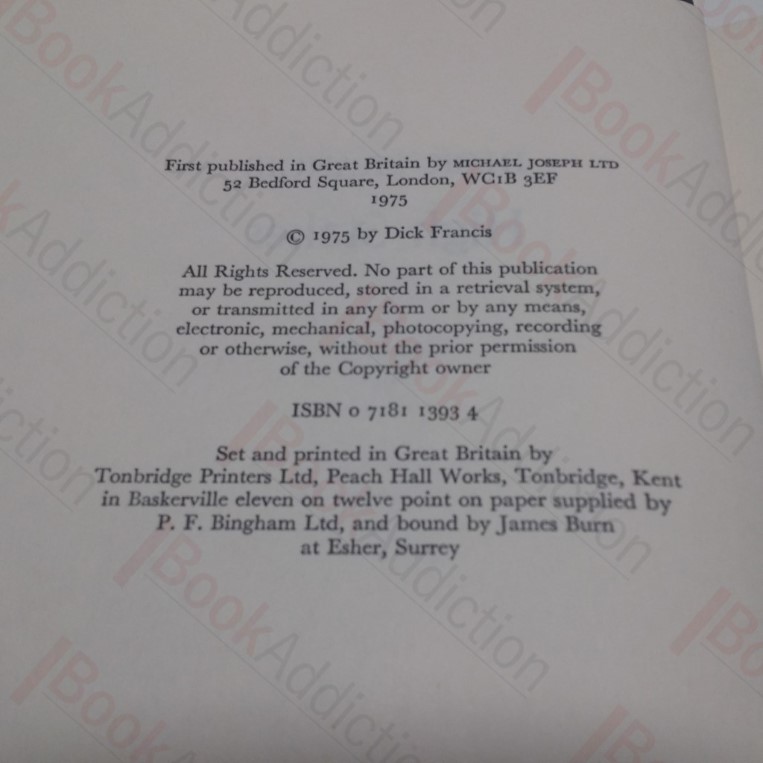 First published in Great Britain by MICHAEL JOSEPH LTD
52 Bedford Square, London, WC1B 3EF
1975
© 1975 by Dick Francis
All Rights Reserved. No part of this publication
may be reproduced, stored in a retrieval system,
or transmitted in any form or by any means,
electronic, mechanical, photocopying, recording
or otherwise, without the prior permission
of the Copyright owner
ISBN 0 7181 1393 4
Set and printed in Great Britain by
Tonbridge Printers Ltd, Peach Hall Works, Tonbridge, Kent
in Baskerville eleven on twelve point on paper supplied by
P. F. Bingham Ltd, and bound by James Burn
at Esher, Surrey
BookAddiction